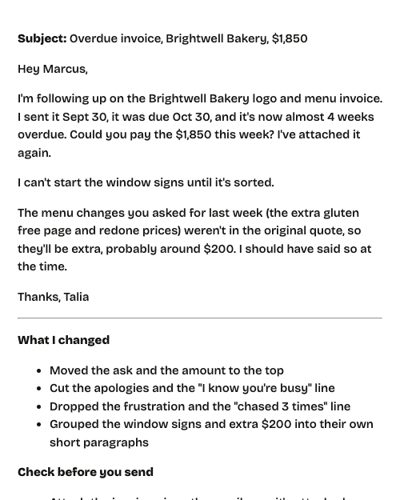 Subject: Overdue invoice, Brightwell Bakery, $1,850
Hey Marcus,
I'm following up on the Brightwell Bakery logo and menu invoice.
I sent it Sept 30, it was due Oct 30, and it's now almost 4 weeks
overdue. Could you pay the $1,850 this week? I've attached it
again.
I can't start the window signs until it's sorted.
The menu changes you asked for last week (the extra gluten
free page and redone prices) weren't in the original quote, so
they'll be extra, probably around $200. I should have said so at
the time.
Thanks, Talia
What I changed
Moved the ask and the amount to the top
Cut the apologies and the "I know you're busy" line
Dropped the frustration and the "chased 3 times" line
Grouped the window signs and extra $200 into their own
short paragraphs
Check before you send